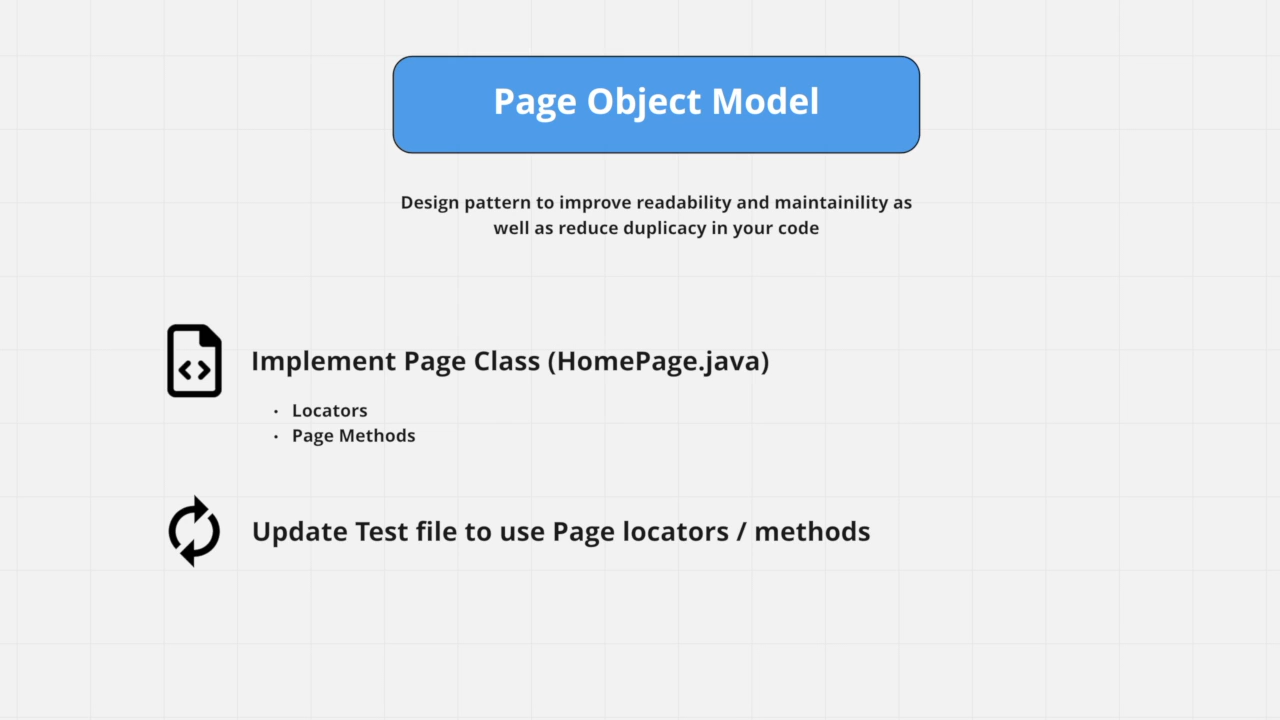 Page Object Model
Design pattern to improve readability and maintainility as
well as reduce duplicacy in your code
Implement Page Class (HomePage.java)
• Locators
• Page Methods
Update Test file to use Page locators / methods